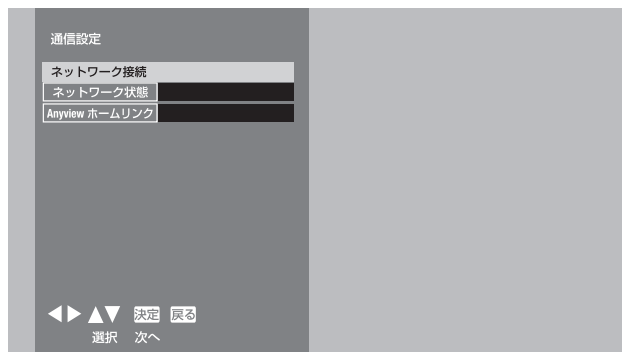 通信設定
ネットワーク接続
ネットワーク状態
Anyview ホームリンク
◀▶ ▲▼ 決定 戻る
選択 次へ